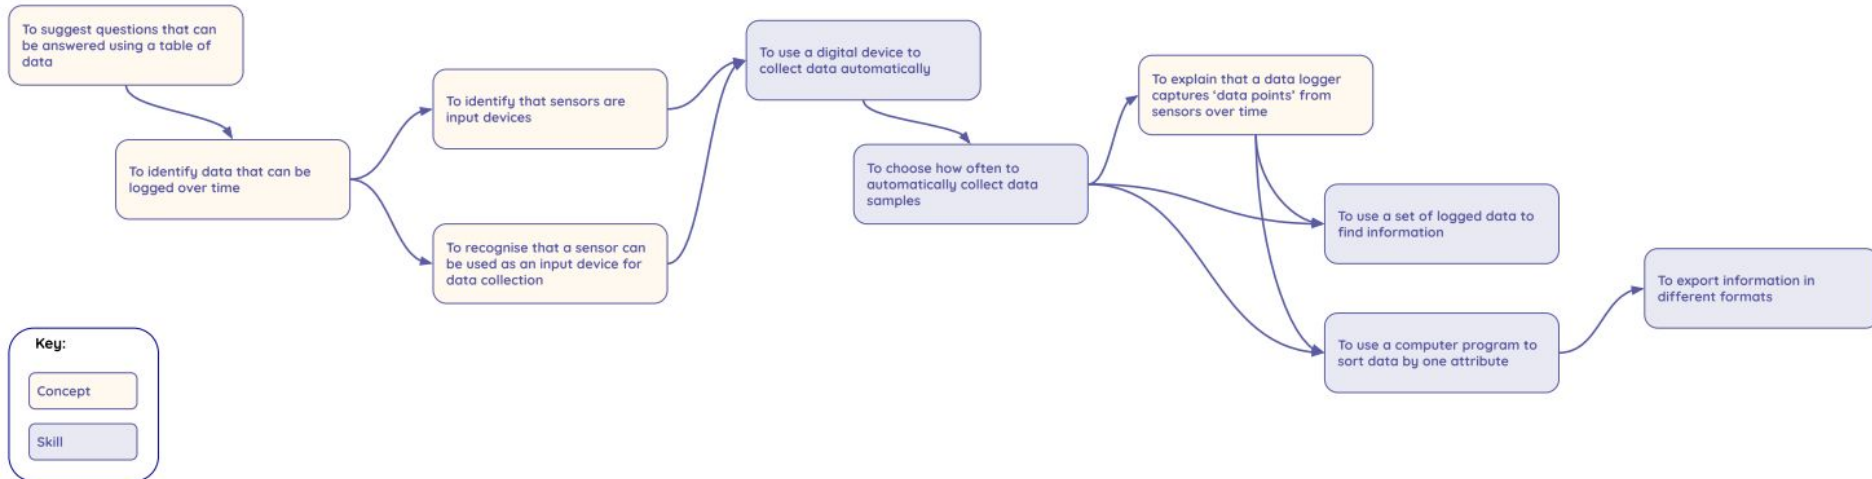 To suggest questions that can
be answered using a table of
data
To identify data that can be
logged over time
To identify that sensors are
input devices
To recognise that a sensor can
be used as an input device for
data collection
To use a digital device to
collect data automatically
To choose how often to
automatically collect data
samples
To explain that a data logger
captures ‘data points’ from
sensors over time
To use a set of logged data to
find information
To use a computer program to
sort data by one attribute
To export information in
different formats
Key:
Concept
Skill